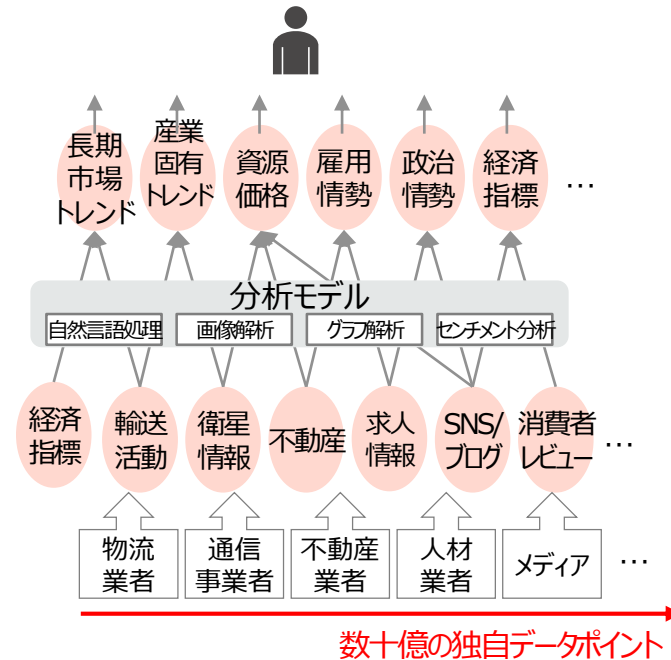 長期
市場
トレンド
産業
固有
トレンド
資源
価格
雇用
情勢
政治
情勢
経済
指標
…
分析モデル
自然言語処理
画像解析
グラフ解析
センチメント分析
経済
指標
輸送
活動
衛星
情報
不動産
求人
情報
SNS/
ブログ
消費者
レビュー
…
物流
業者
通信
事業者
不動産
業者
人材
業者
メディア
…
数十億の独自データポイント